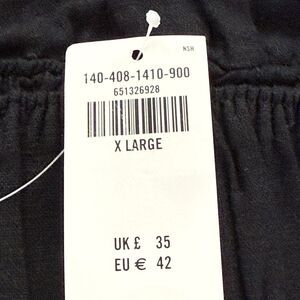 NSH
140-408-1410-900
651326928
X LARGE
UK £ 35
EU € 42